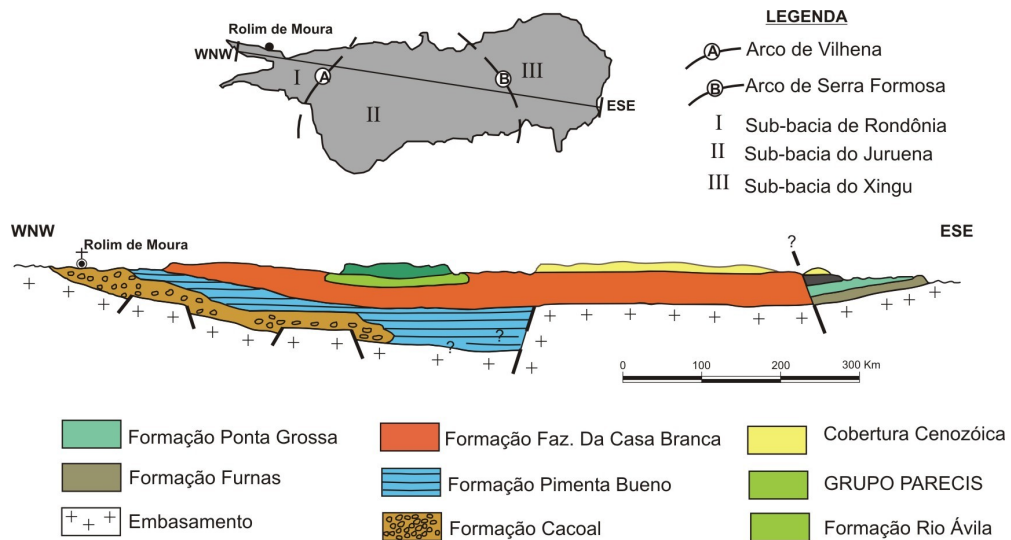 Rolim de Moura
WNW
I
A
II
B
III
ESE
LEGENDA
A Arco de Vilhena
B Arco de Serra Formosa
I Sub-bacia de Rondônia
II Sub-bacia do Juruena
III Sub-bacia do Xingu
WNW
ESE
Rolim de Moura
?
?
?
0 100 200 300 Km
Formação Ponta Grossa
Formação Furnas
Embasamento
Formação Faz. Da Casa Branca
Formação Pimenta Bueno
Formação Cacoal
Cobertura Cenozóica
GRUPO PARECIS
Formação Rio Ávila